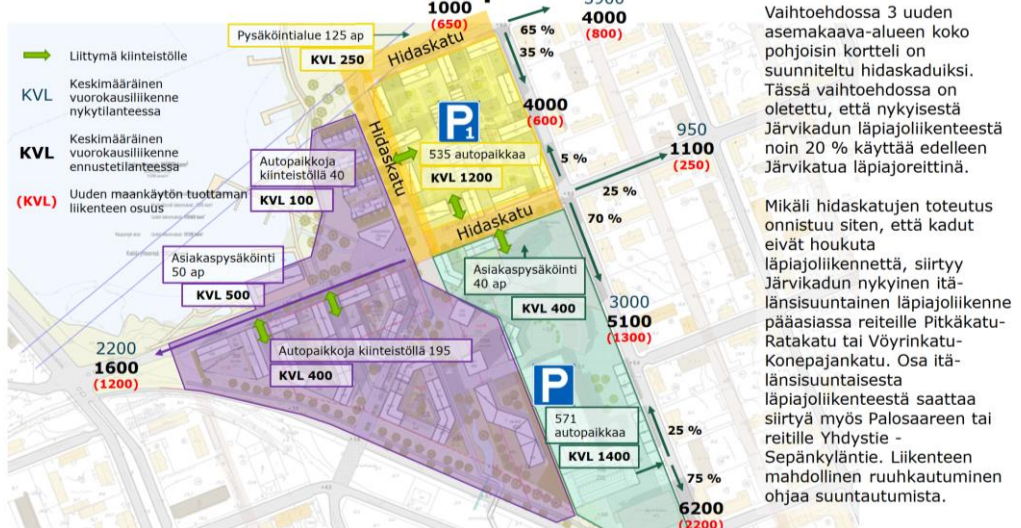 1000
(650)
3900
4000
(800)
65 %
35 %
Hidaskatu
Pysäköintialue 125 ap
KVL 250
Liittymä kiinteistölle
KVL
Keskimääräinen
vuorokausiliikenne
nykytilanteessa
KVL
Keskimääräinen
vuorokausiliikenne
ennustetilanteessa
(KVL)
Uuden maankäytön tuottaman
liikenteen osuus
Hidaskatu
P1
4000
(600)
535 autopaikkaa
KVL 1200
5 %
950
1100
(250)
25 %
70 %
Autopaikkoja
kiinteistöllä 40
KVL 100
Hidaskatu
Asiakaspysäköinti
50 ap
KVL 500
Asiakaspysäköinti
40 ap
KVL 400
3000
5100
(1300)
2200
1600
(1200)
Autopaikkoja kiinteistöllä 195
KVL 400
P
571
autopaikkaa
KVL 1400
25 %
75 %
6200
(2200)
Vaihtoehdossa 3 uuden
asemakaava-alueen koko
pohjoisin kortteli on
suunniteltu hidaskaduiksi.
Tässä vaihtoehdossa on
oletettu, että nykyisestä
Järvikadun läpiajoliikenteestä
noin 20 % käyttää edelleen
Järvikatua läpiajoreittinä.
Mikäli hidaskatujen toteutus
onnistuu siten, että kadut
eivät houkuta
läpiajoliikennettä, siirtyy
Järvikadun nykyinen itä-
länsisuuntainen läpiajoliikenne
pääasiassa reiteille Pitkäkatu-
Ratakatu tai Vöyrinkatu-
Konepajankatu. Osa itä-
länsisuuntaisesta
läpiajoliikenteestä saattaa
siirtyä myös Palosaareen tai
reitille Yhdystie -
Sepänkyläntie. Liikenteen
mahdollinen ruuhkautuminen
ohjaa suuntautumista.